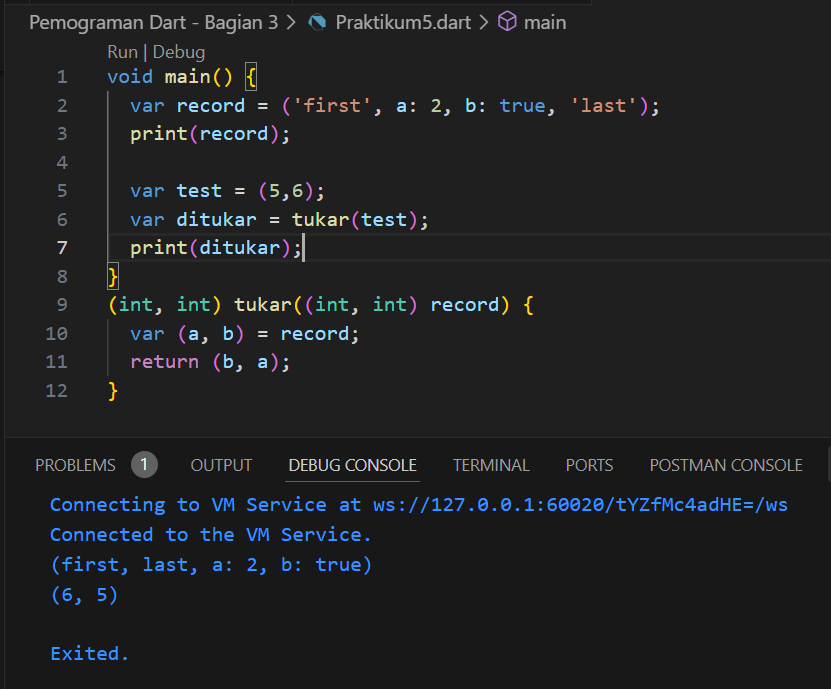 Pemograman Dart - Bagian 3 > Praktikum5.dart > main
Run | Debug
1 void main() {
2 var record = ('first', a: 2, b: true, 'last');
3 print(record);
4
5 var test = (5,6);
6 var ditukar = tukar(test);
7 print(ditukar);
8 }
9 (int, int) tukar((int, int) record) {
10 var (a, b) = record;
11 return (b, a);
12 }
PROBLEMS 1 OUTPUT DEBUG CONSOLE TERMINAL PORTS POSTMAN CONSOLE
Connecting to VM Service at ws://127.0.0.1:60020/tYZfMc4adHE=/ws
Connected to the VM Service.
(first, last, a: 2, b: true)
(6, 5)
Exited.